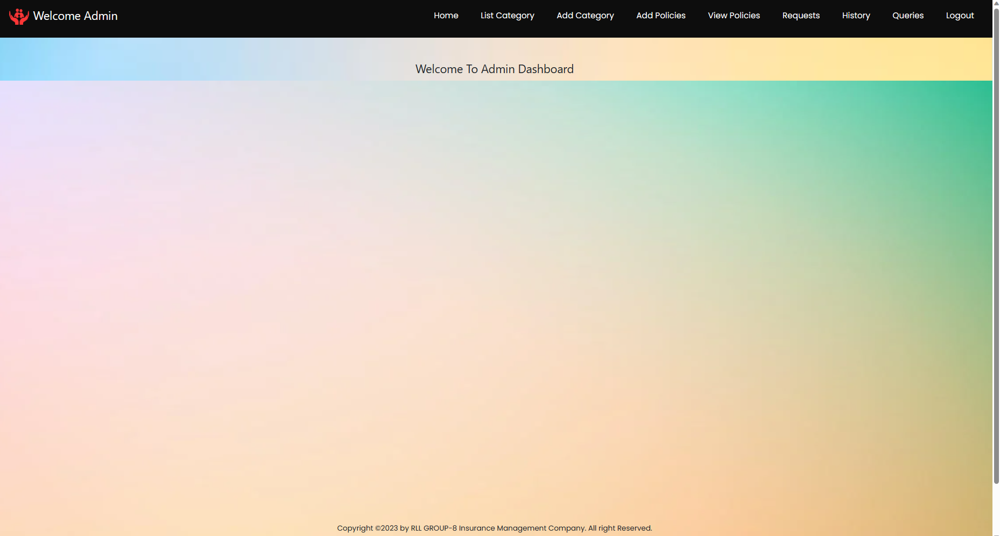 Welcome Admin
Home List Category Add Category Add Policies View Policies Requests History Queries Logout
Welcome To Admin Dashboard
Copyright ©2023 by RLL GROUP-8 Insurance Management Company. All right Reserved.